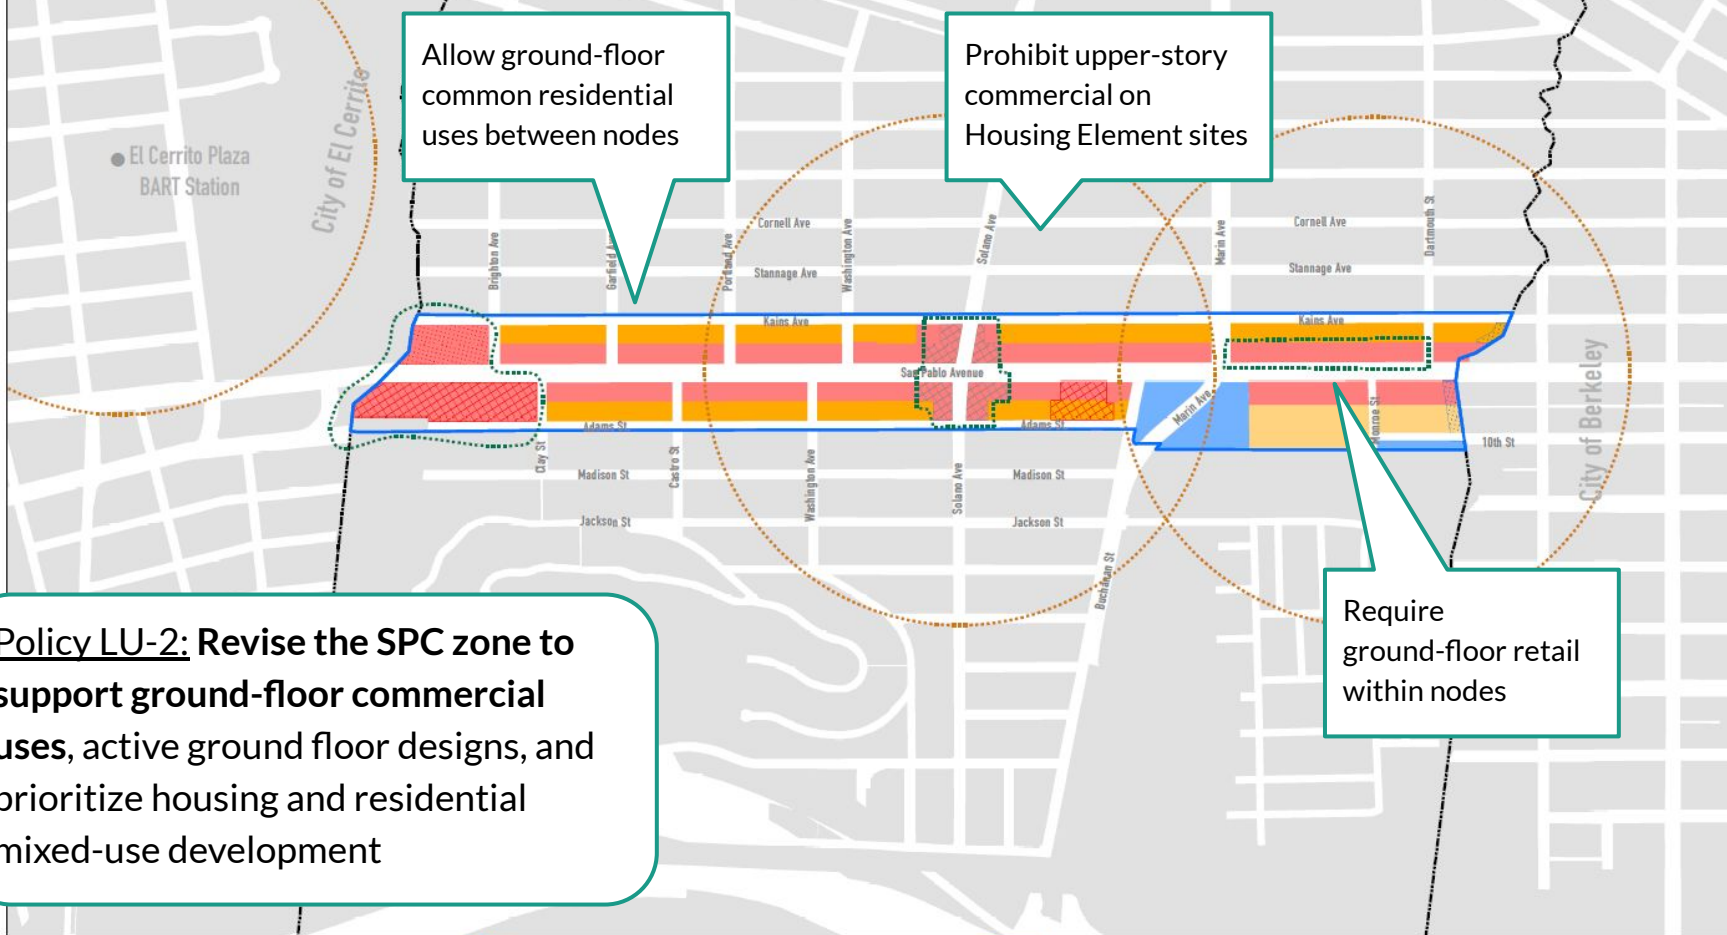 Allow ground-floor
common residential
uses between nodes
Prohibit upper-story
commercial on
Housing Element sites
El Cerrito Plaza
BART Station
City of El Cerrito
Cornell Ave
Cornell Ave
Stannage Ave
Stannage Ave
Brighton Ave
Garfield Ave
Portland Ave
Washington Ave
Solano Ave
Marin Ave
Dartmouth St
Kains Ave
Kains Ave
San Pablo Avenue
Adams St
Adams St
Marin Ave
Monroe St
10th St
City of Berkeley
Clay St
Castro St
Washington Ave
Solano Ave
Madison St
Madison St
Jackson St
Jackson St
Buchanan St
Require
ground-floor retail
within nodes
Policy LU-2: Revise the SPC zone to
support ground-floor commercial
uses, active ground floor designs, and
prioritize housing and residential
mixed-use development